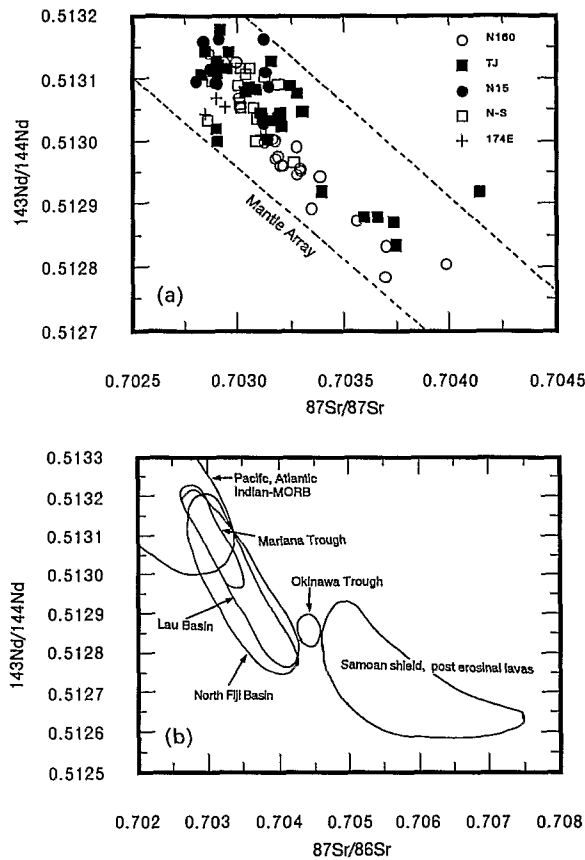 0.5132
0.5131
0.5130
0.5129
0.5128
0.5127
143Nd/144Nd
N160
TJ
N15
N-S
174E
Mantle Array
(a)
0.7025 0.703 0.7035 0.704 0.7045
87Sr/87Sr
0.5133
0.5132
0.5131
0.5130
0.5129
0.5128
0.5127
0.5126
0.5125
143Nd/144Nd
Pacific, Atlantic
Indian-MORB
Mariana Trough
Okinawa Trough
Lau Basin
Samoan shield, post erosinal lavas
North Fiji Basin
(b)
0.702 0.703 0.704 0.705 0.706 0.707 0.708
87Sr/86Sr